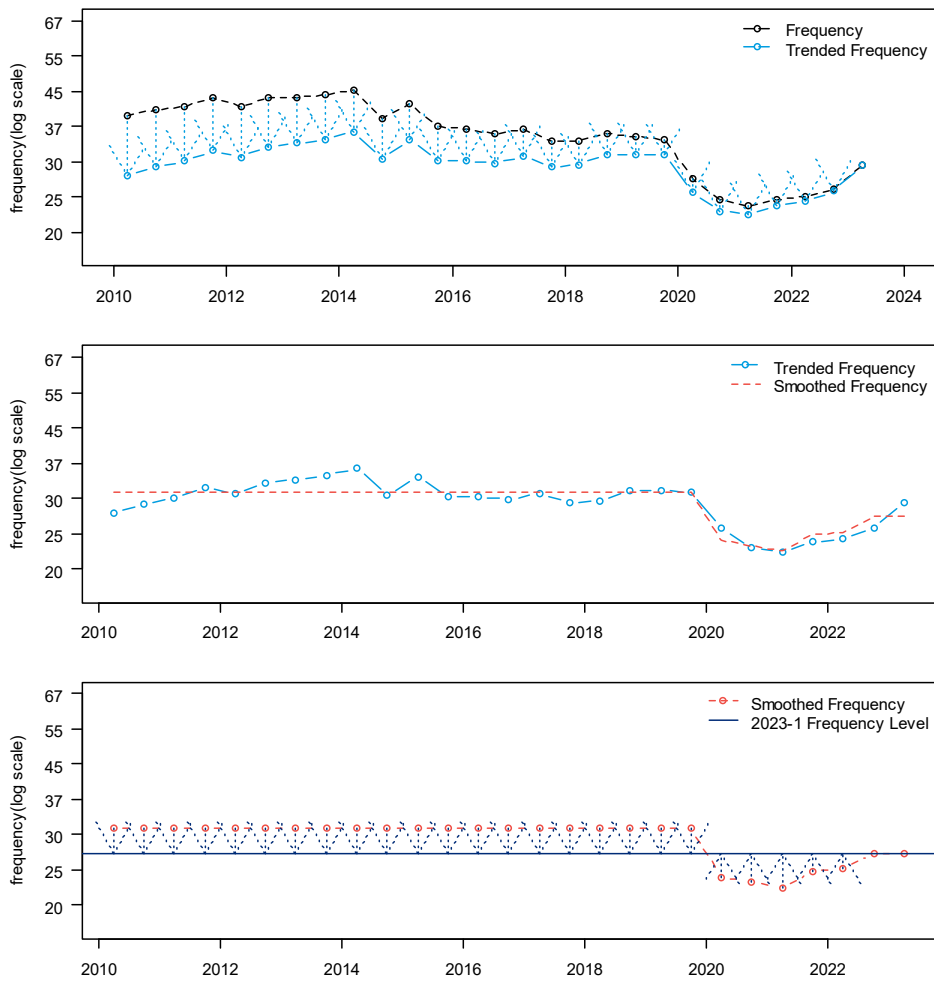 67
Frequency
Trended Frequency
55
45
37
30
25
20
frequency(log scale)
2010 2012 2014 2016 2018 2020 2022 2024
67
Trended Frequency
Smoothed Frequency
55
45
37
30
25
20
frequency(log scale)
2010 2012 2014 2016 2018 2020 2022
67
Smoothed Frequency
2023-1 Frequency Level
55
45
37
30
25
20
frequency(log scale)
2010 2012 2014 2016 2018 2020 2022